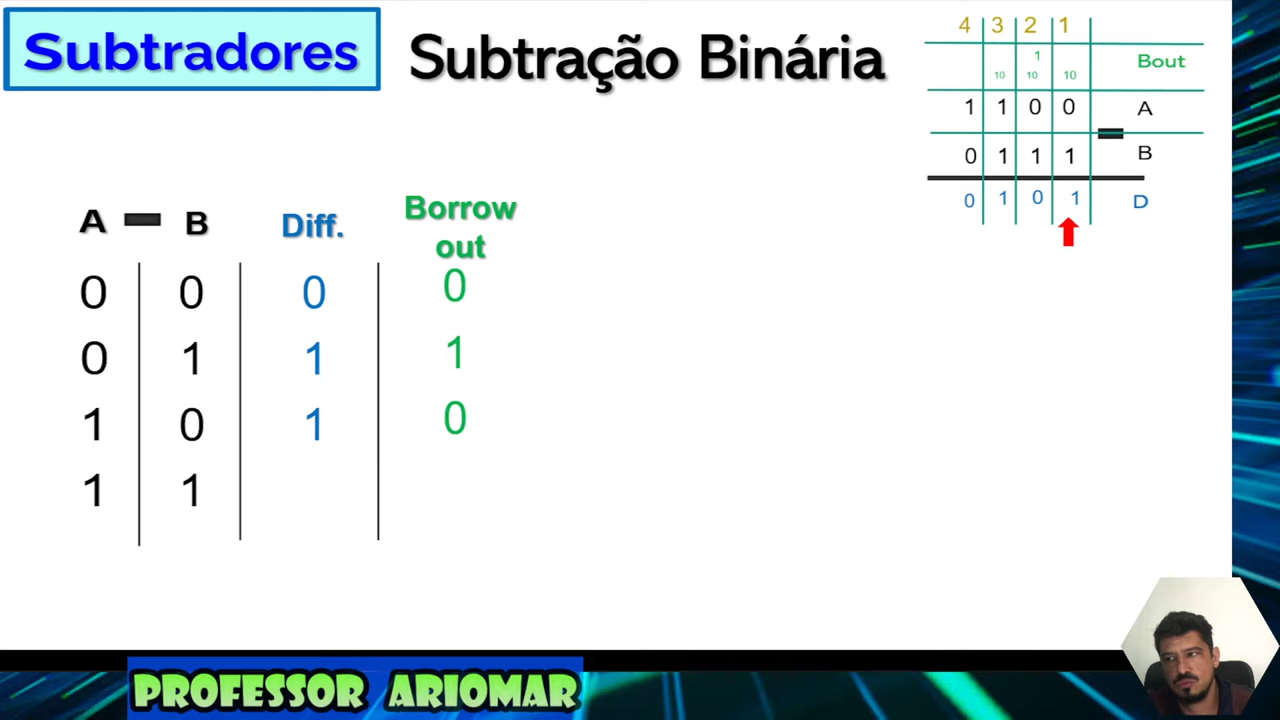 Subtradores
Subtração Binária
4 3 2 1
1
10 10 10 Bout
1 1 0 0 A
0 1 1 1 B
0 1 0 1 D
A B Diff. Borrow out
0 0 0 0
0 1 1 1
1 0 1 0
1 1
PROFESSOR ARIOMAR